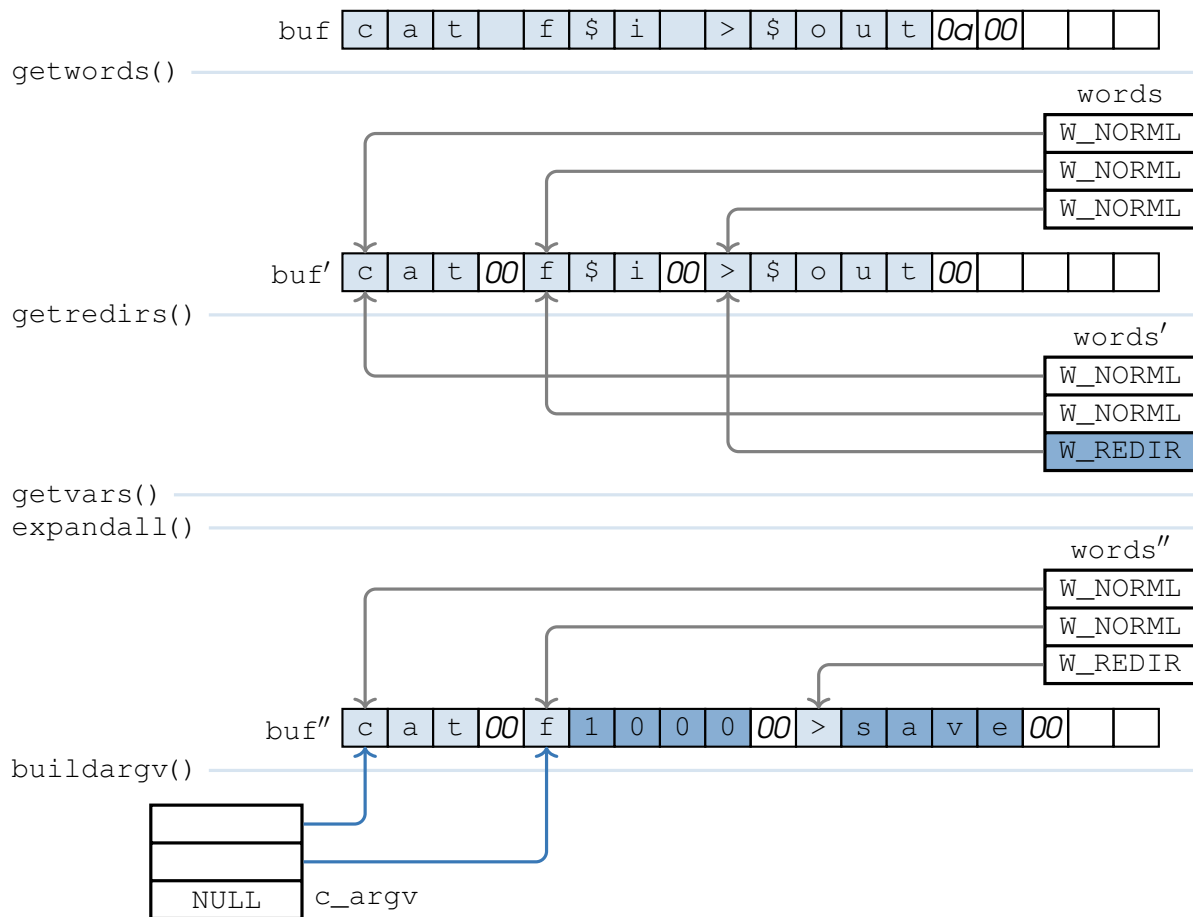 buf c a t f $ i > $ o u t 0a 00
getwords()
words
W_NORML
W_NORML
W_NORML
buf′ c a t 00 f $ i 00 > $ o u t 00
getredirs()
words′
W_NORML
W_NORML
W_REDIR
getvars()
expandall()
words″
W_NORML
W_NORML
W_REDIR
buf″ c a t 00 f 1 0 0 0 00 > s a v e 00
buildargv()
NULL c_argv